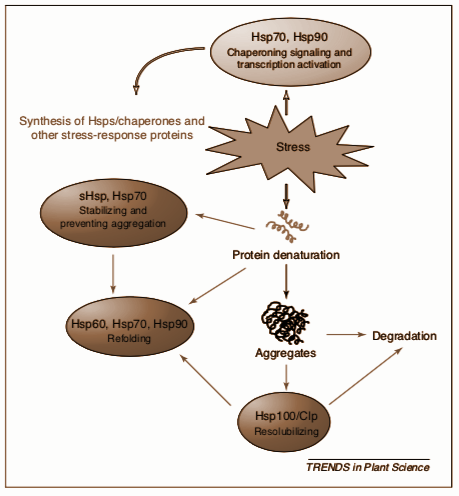 Hsp70, Hsp90
Chaperoning signaling and
transcription activation
Synthesis of Hsps/chaperones and
other stress-response proteins
Stress
sHsp, Hsp70
Stabilizing and
preventing aggregation
Protein denaturation
Hsp60, Hsp70, Hsp90
Refolding
Aggregates
Degradation
Hsp100/Clp
Resolubilizing
TRENDS in Plant Science